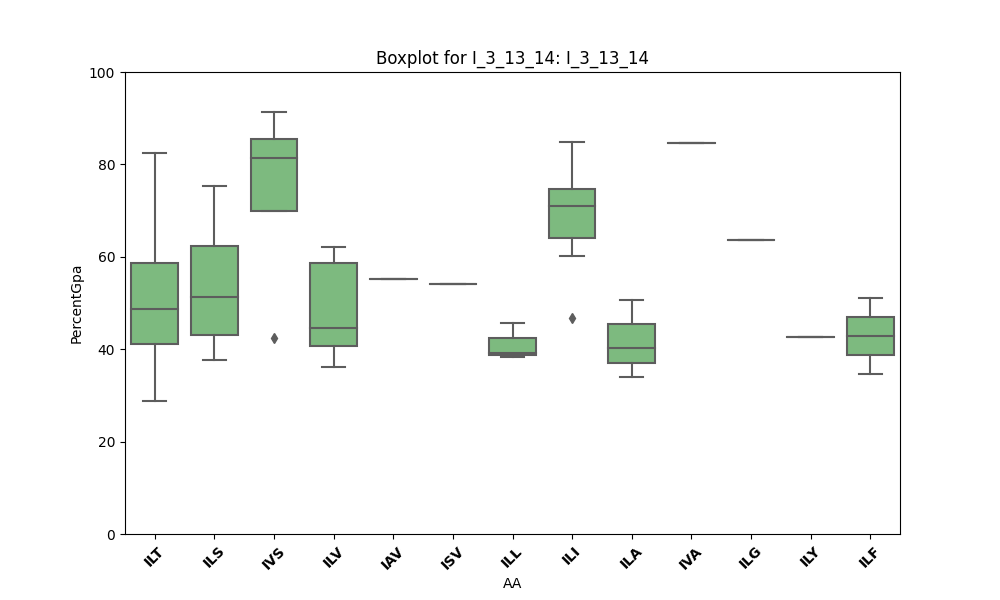 Boxplot for I_3_13_14: I_3_13_14
PercentGpa
100
80
60
40
20
0
ILT ILS IVS ILV IAV ISV ILL ILI ILA IVA ILG ILY ILF
AA